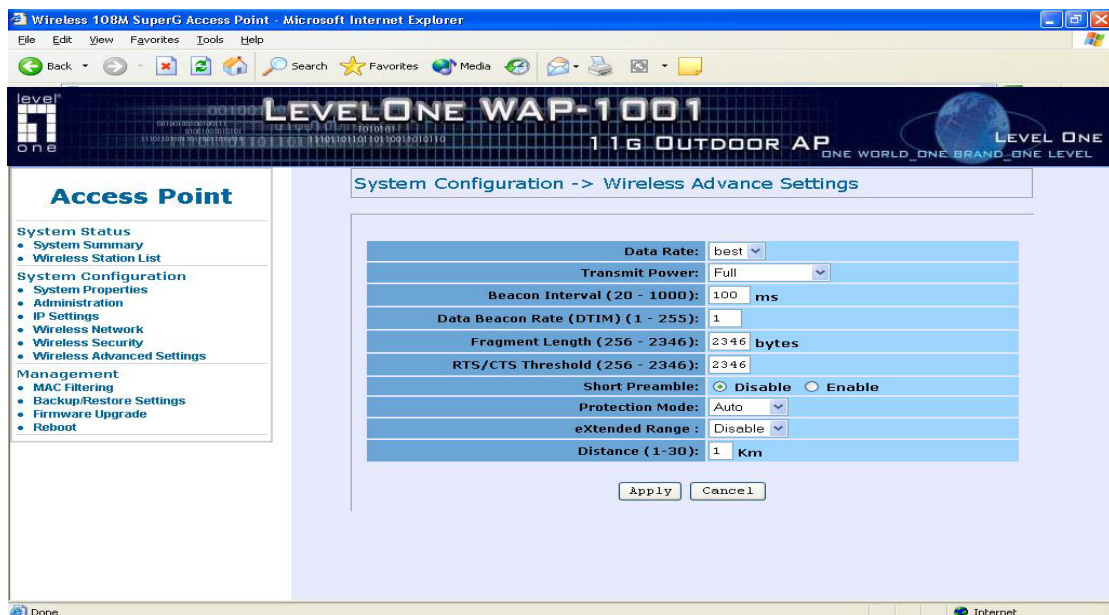 Wireless 108M SuperG Access Point - Microsoft Internet Explorer
File Edit View Favorites Tools Help
Back Search Favorites Media
level one
LEVELONE WAP-1001
11G OUTDOOR AP
LEVEL ONE
ONE WORLD_ONE BRAND_ONE LEVEL
Access Point
System Status
System Summary
Wireless Station List
System Configuration
System Properties
Administration
IP Settings
Wireless Network
Wireless Security
Wireless Advanced Settings
Management
MAC Filtering
Backup/Restore Settings
Firmware Upgrade
Reboot
System Configuration -> Wireless Advance Settings
Data Rate: best
Transmit Power: Full
Beacon Interval (20 - 1000): 100 ms
Data Beacon Rate (DTIM) (1 - 255): 1
Fragment Length (256 - 2346): 2346 bytes
RTS/CTS Threshold (256 - 2346): 2346
Short Preamble: Disable Enable
Protection Mode: Auto
eXtended Range : Disable
Distance (1-30): 1 Km
Apply Cancel
Done Internet